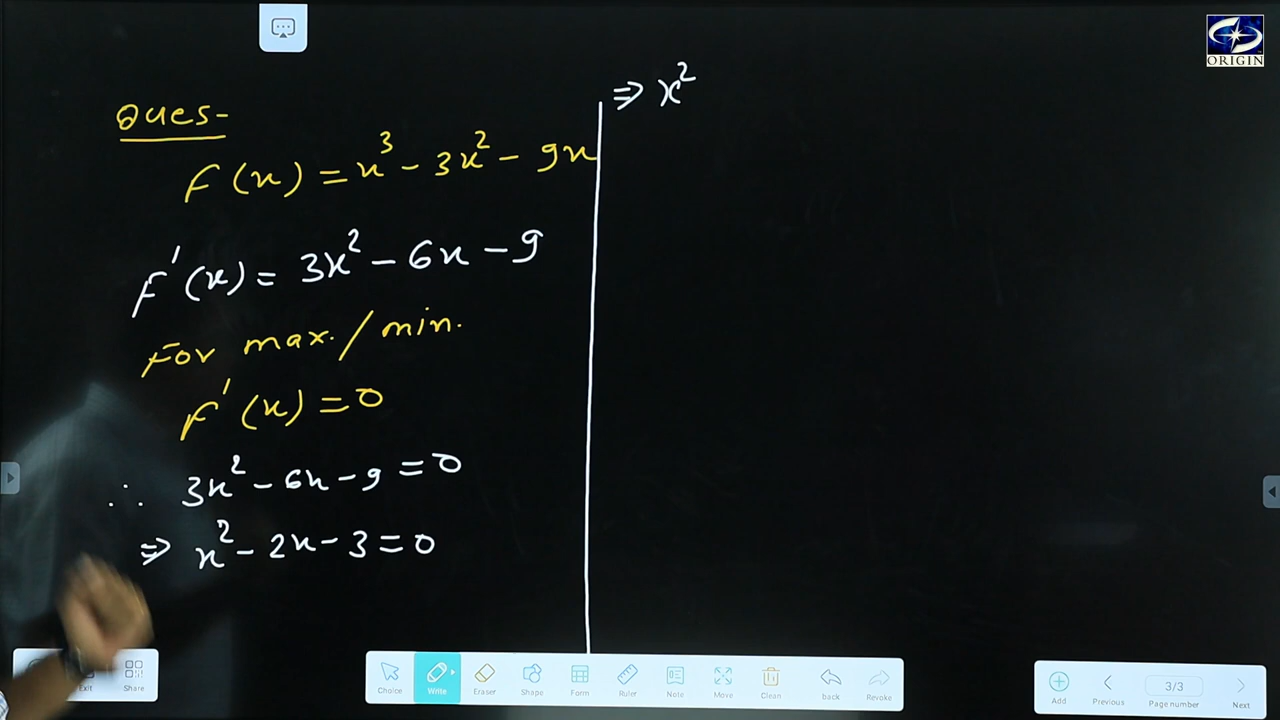 Ques-
F(x) = x³ - 3x² - 9x
F'(x) = 3x² - 6x - 9
For max./min.
F'(x) = 0
∴ 3x² - 6x - 9 = 0
⇒ x² - 2x - 3 = 0
⇒ x²
ORIGIN
Exit Share
Choice Write Eraser Shape Form Ruler Note Move Clean back Revoke
Add Previous 3/3 Page number Next